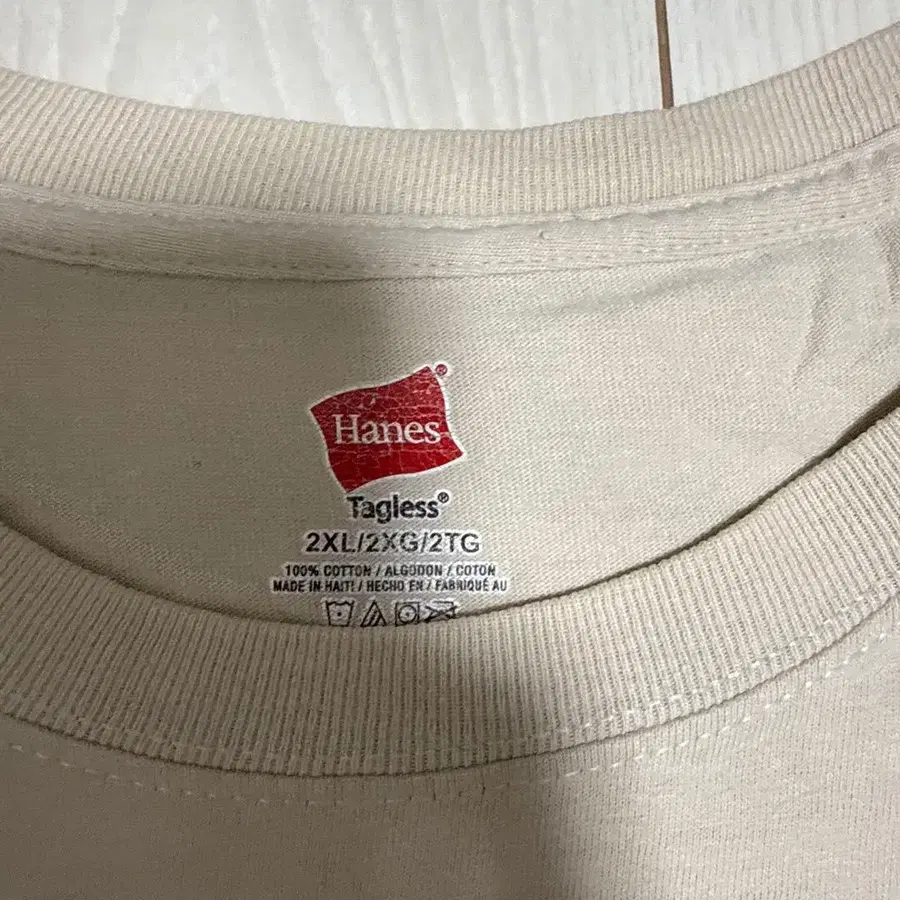 Hanes®
Tagless®
2XL/2XG/2TG
100% COTTON / ALGODON / COTON
MADE IN HAITI / HECHO EN / FABRIQUÉ AU